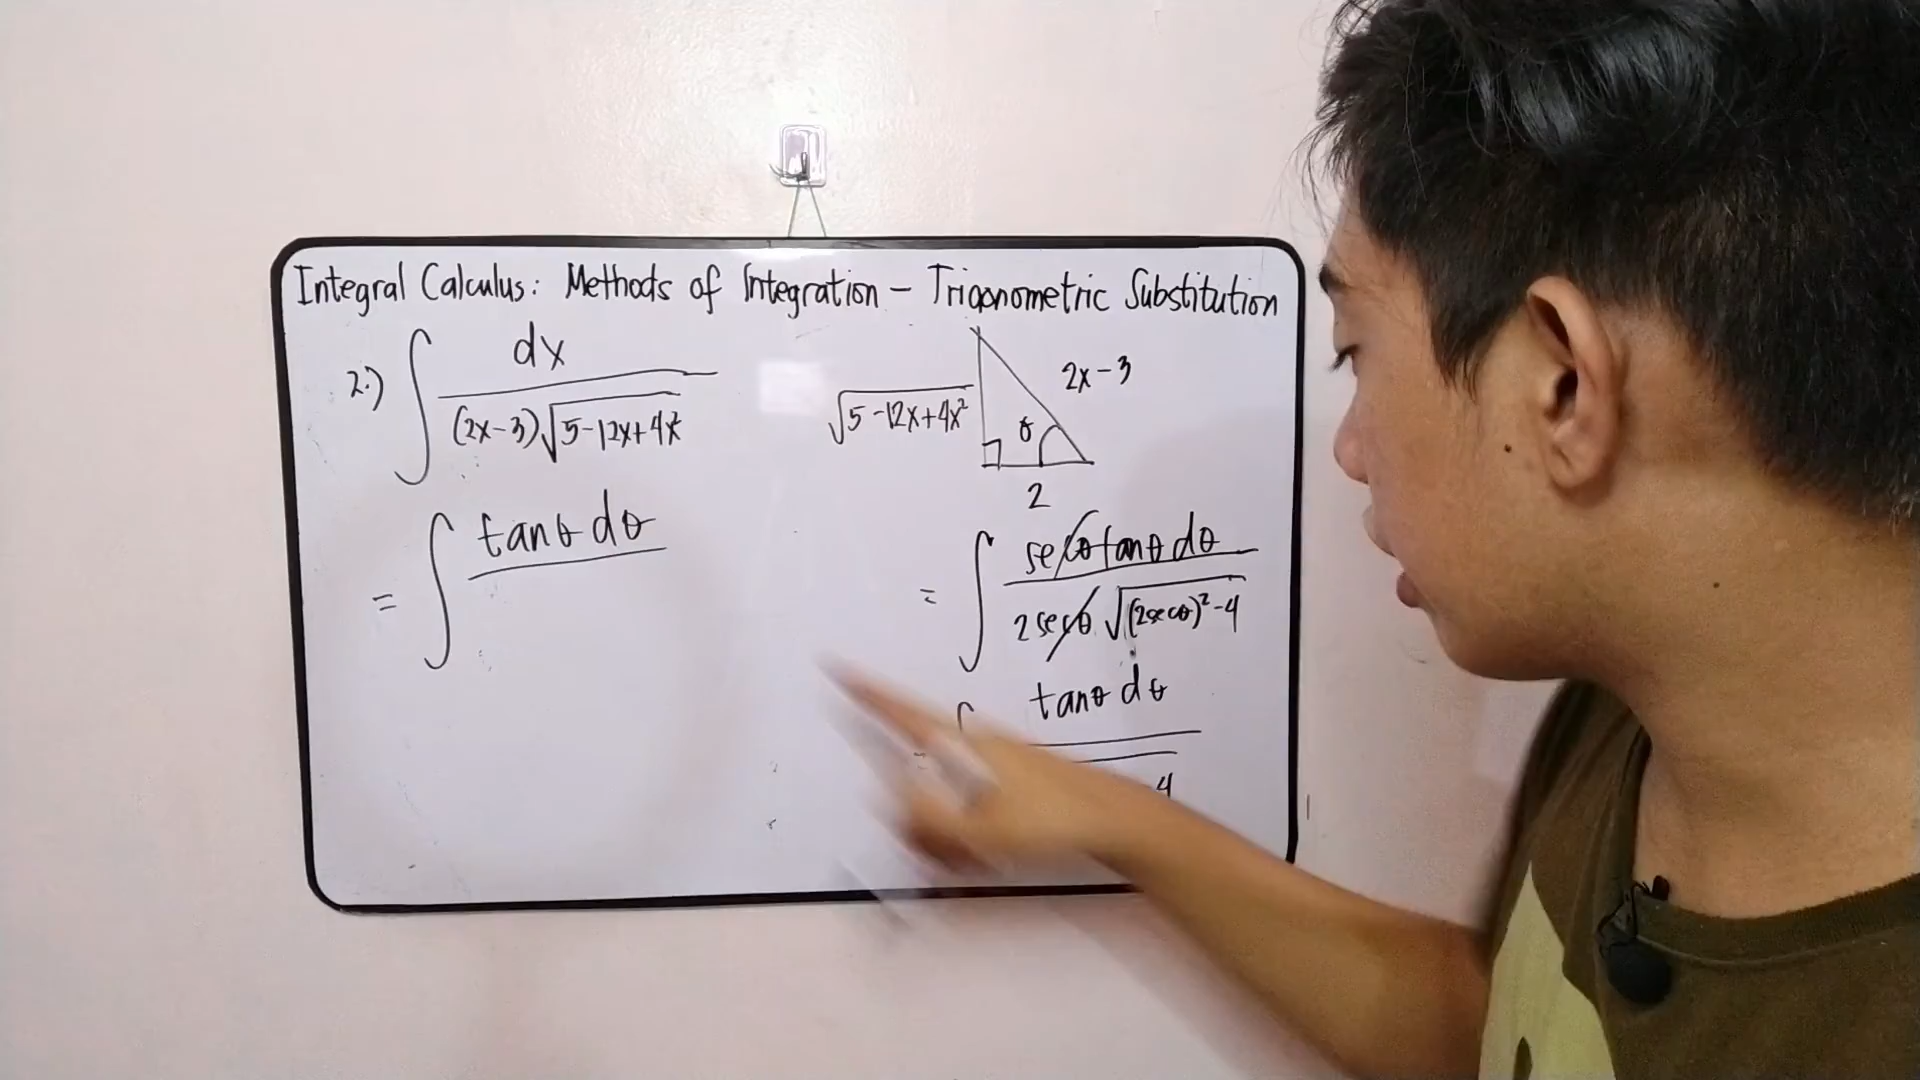 Integral Calculus: Methods of Integration – Trigonometric Substitution
2.) ∫ dx
(2x-3)√5-12x+4x²
√5-12x+4x²
2x-3
θ
2
= ∫ tanθ dθ
= ∫ secθ tanθ dθ
2secθ √(2secθ)²-4
= ∫ tanθ dθ
4